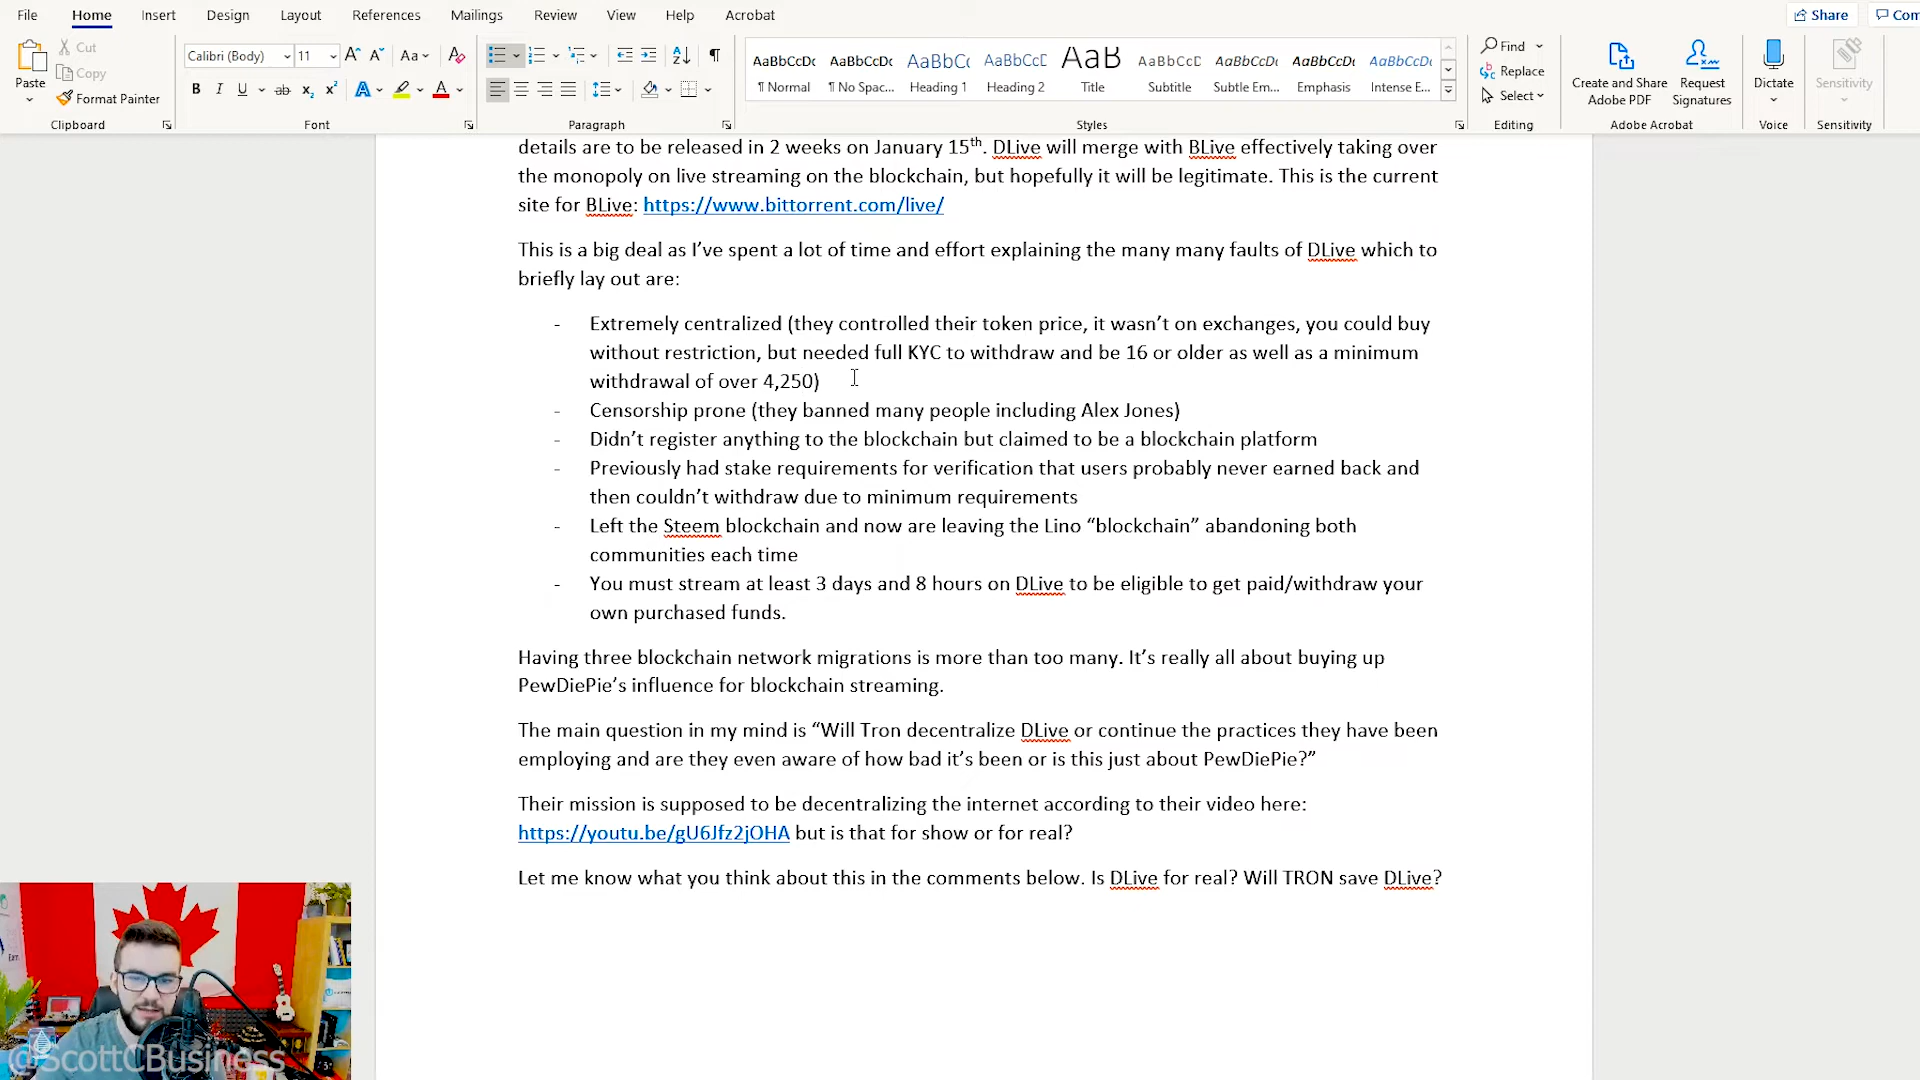 File Home Insert Design Layout References Mailings Review View Help Acrobat Share Com
Cut
Copy
Paste
Format Painter
Calibri (Body) 11
Find
Replace
Select
AaBbCcDc AaBbCcDc AaBbCc AaBbCcD AaB AaBbCcD AaBbCcDc AaBbCcDc AaBbCcDc
¶ Normal ¶ No Spac... Heading 1 Heading 2 Title Subtitle Subtle Em... Emphasis Intense E...
Create and Share Adobe PDF
Request Signatures
Dictate
Sensitivity
Clipboard Font Paragraph Styles Editing Adobe Acrobat Voice Sensitivity
details are to be released in 2 weeks on January 15th. DLive will merge with BLive effectively taking over
the monopoly on live streaming on the blockchain, but hopefully it will be legitimate. This is the current
site for BLive: https://www.bittorrent.com/live/
This is a big deal as I’ve spent a lot of time and effort explaining the many many faults of DLive which to
briefly lay out are:
- Extremely centralized (they controlled their token price, it wasn’t on exchanges, you could buy
without restriction, but needed full KYC to withdraw and be 16 or older as well as a minimum
withdrawal of over 4,250)
- Censorship prone (they banned many people including Alex Jones)
- Didn’t register anything to the blockchain but claimed to be a blockchain platform
- Previously had stake requirements for verification that users probably never earned back and
then couldn’t withdraw due to minimum requirements
- Left the Steem blockchain and now are leaving the Lino “blockchain” abandoning both
communities each time
- You must stream at least 3 days and 8 hours on DLive to be eligible to get paid/withdraw your
own purchased funds.
Having three blockchain network migrations is more than too many. It’s really all about buying up
PewDiePie’s influence for blockchain streaming.
The main question in my mind is “Will Tron decentralize DLive or continue the practices they have been
employing and are they even aware of how bad it’s been or is this just about PewDiePie?”
Their mission is supposed to be decentralizing the internet according to their video here:
https://youtu.be/gU6Jfz2jOHA but is that for show or for real?
Let me know what you think about this in the comments below. Is DLive for real? Will TRON save DLive?
@ScottCBusiness